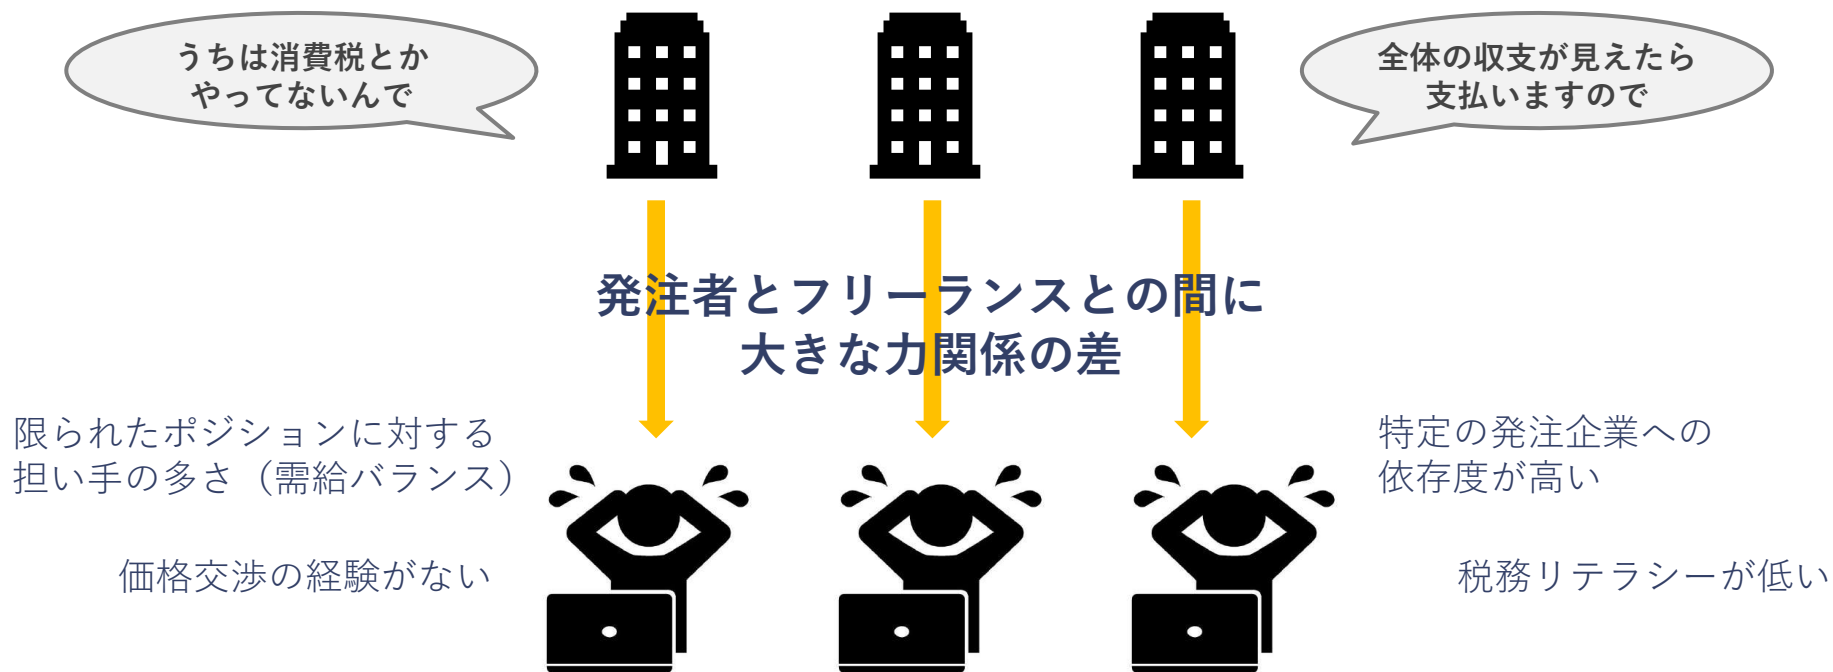 うちは消費税とか
やってないんで
全体の収支が見えたら
支払いますので
発注者とフリーランスとの間に
大きな力関係の差
限られたポジションに対する
担い手の多さ（需給バランス）
特定の発注企業への
依存度が高い
価格交渉の経験がない
税務リテラシーが低い